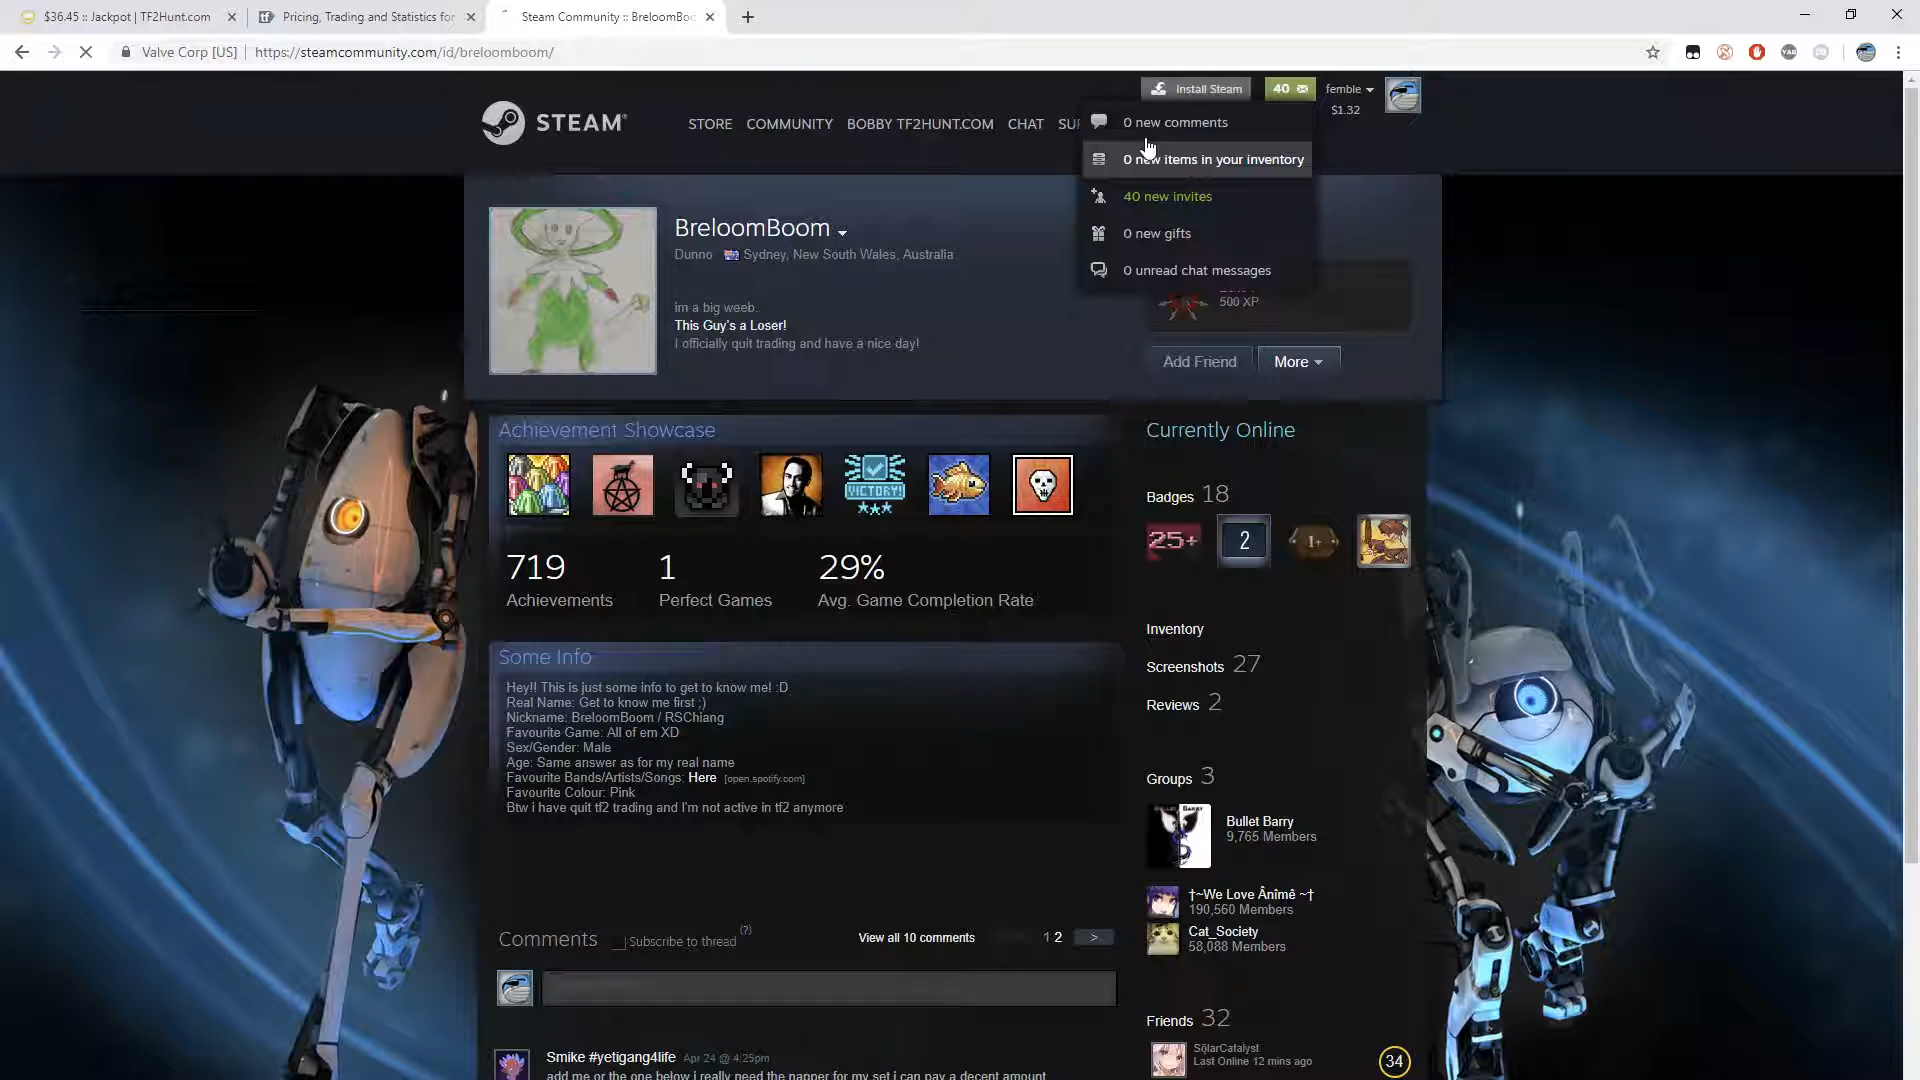 $36.45 :: Jackpot | TF2Hunt.com
Pricing, Trading and Statistics for
Steam Community :: BreloomBoo
Valve Corp [US]
https://steamcommunity.com/id/breloomboom/
Install Steam
40
femble
$1.32
STEAM
STORE
COMMUNITY
BOBBY TF2HUNT.COM
CHAT
SUP
0 new comments
0 new items in your inventory
40 new invites
0 new gifts
0 unread chat messages
BreloomBoom
Dunno
Sydney, New South Wales, Australia
im a big weeb.
This Guy's a Loser!
I officially quit trading and have a nice day!
500 XP
Add Friend
More
Achievement Showcase
VICTORY!
719
Achievements
1
Perfect Games
29%
Avg. Game Completion Rate
Currently Online
Badges 18
25+
2
1+
Inventory
Screenshots 27
Reviews 2
Some Info
Hey!! This is just some info to get to know me! :D
Real Name: Get to know me first ;)
Nickname: BreloomBoom / RSChiang
Favourite Game: All of em XD
Sex/Gender: Male
Age: Same answer as for my real name
Favourite Bands/Artists/Songs: Here [open.spotify.com]
Favourite Colour: Pink
Btw i have quit tf2 trading and I'm not active in tf2 anymore
Groups 3
BULLET BARRY
Bullet Barry
9,765 Members
†~We Love Ânîmê ~†
190,560 Members
Cat_Society
58,088 Members
Comments
Subscribe to thread (?)
View all 10 comments
1 2 >
Smike #yetigang4life Apr 24 @ 4:25pm
add me or the one below i really need the napper for my set i can pay a decent amount
Friends 32
SolarCatalyst
Last Online 12 mins ago
34